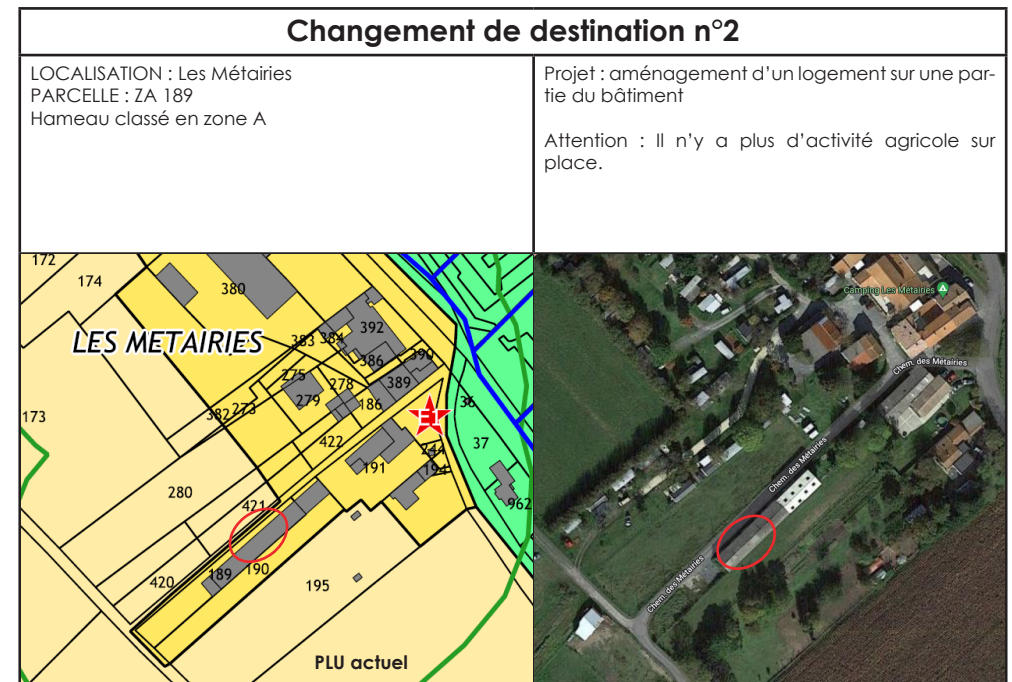 Changement de destination n°2
LOCALISATION : Les Métairies
PARCELLE : ZA 189
Hameau classé en zone A
Projet : aménagement d'un logement sur une par-
tie du bâtiment
Attention : Il n'y a plus d'activité agricole sur
place.
172
174
380
LES METAIRIES
383
384
392
386
390
275
278
389
279
186
382
273
36
E1
173
422
37
244
191
194
280
421
962
420
189
190
195
PLU actuel
Camping Les Métairies
Chem. des Métairies
Chem. des Métairies
Chem. des Métairies